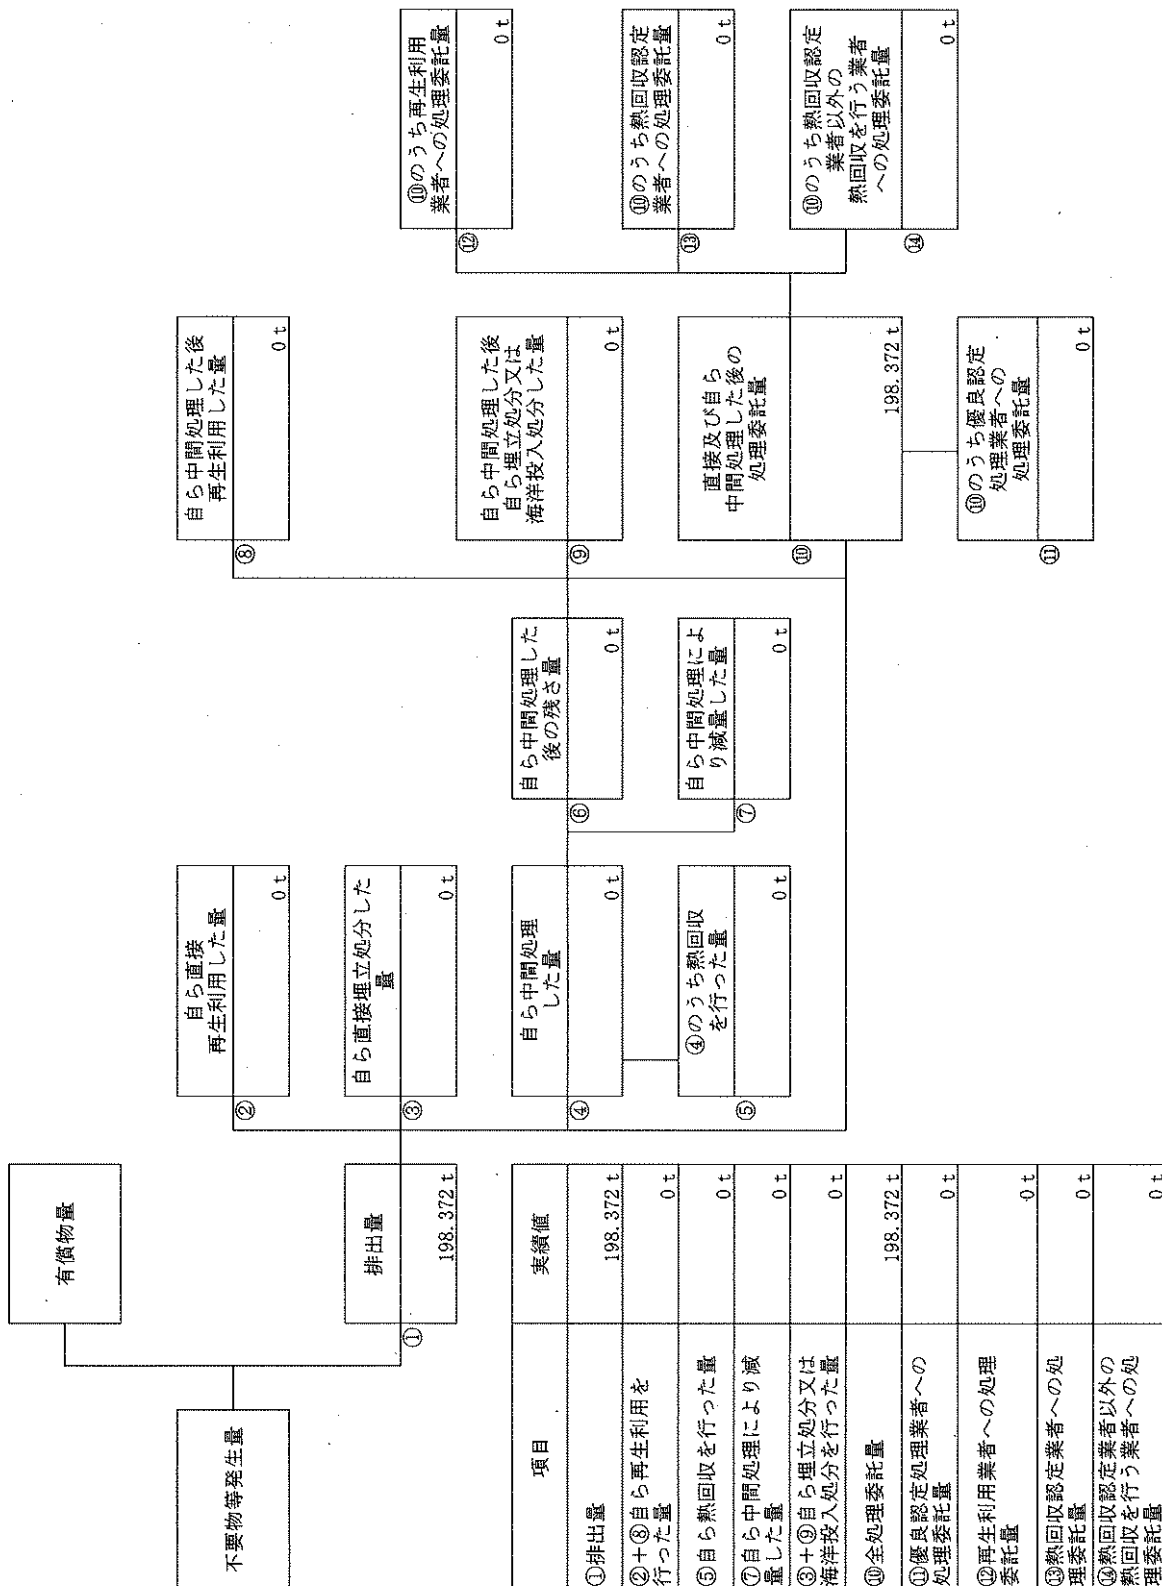 不要物等発生量
有償物量
排出量
①
198.372 t
自ら直接
再生利用した量
②
0 t
自ら直接埋立処分した
量
③
0 t
自ら中間処理
した量
④
0 t
④のうち熱回収
を行った量
⑤
0 t
自ら中間処理した
後の残さ量
⑥
0 t
自ら中間処理によ
り減量した量
⑦
0 t
自ら中間処理した後
再生利用した量
⑧
0 t
自ら中間処理した後
自ら埋立処分又は
海洋投入処分した量
⑨
0 t
直接及び自ら
中間処理した後の
処理委託量
⑩
198.372 t
⑩のうち優良認定
処理業者への
処理委託量
⑪
0 t
⑩のうち再生利用
業者への処理委託量
⑫
0 t
⑩のうち熱回収認定
業者への処理委託量
⑬
0 t
⑩のうち熱回収認定
業者以外の
熱回収を行う業者
への処理委託量
⑭
0 t
項目
実績値
①排出量
198.372 t
②+⑧自ら再生利用を
行った量
0 t
⑤自ら熱回収を行った量
0 t
⑦自ら中間処理により減
量した量
0 t
③+⑨自ら埋立処分又は
海洋投入処分を行った量
0 t
⑩全処理委託量
198.372 t
⑪優良認定処理業者への
処理委託量
0 t
⑫再生利用業者への処理
委託量
0 t
⑬熱回収認定業者への処
理委託量
0 t
⑭熱回収認定業者以外の
熱回収を行う業者への処
理委託量
0 t